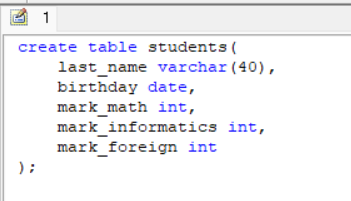 1
create table students(
    last_name varchar(40),
    birthday date,
    mark_math int,
    mark_informatics int,
    mark_foreign int
);